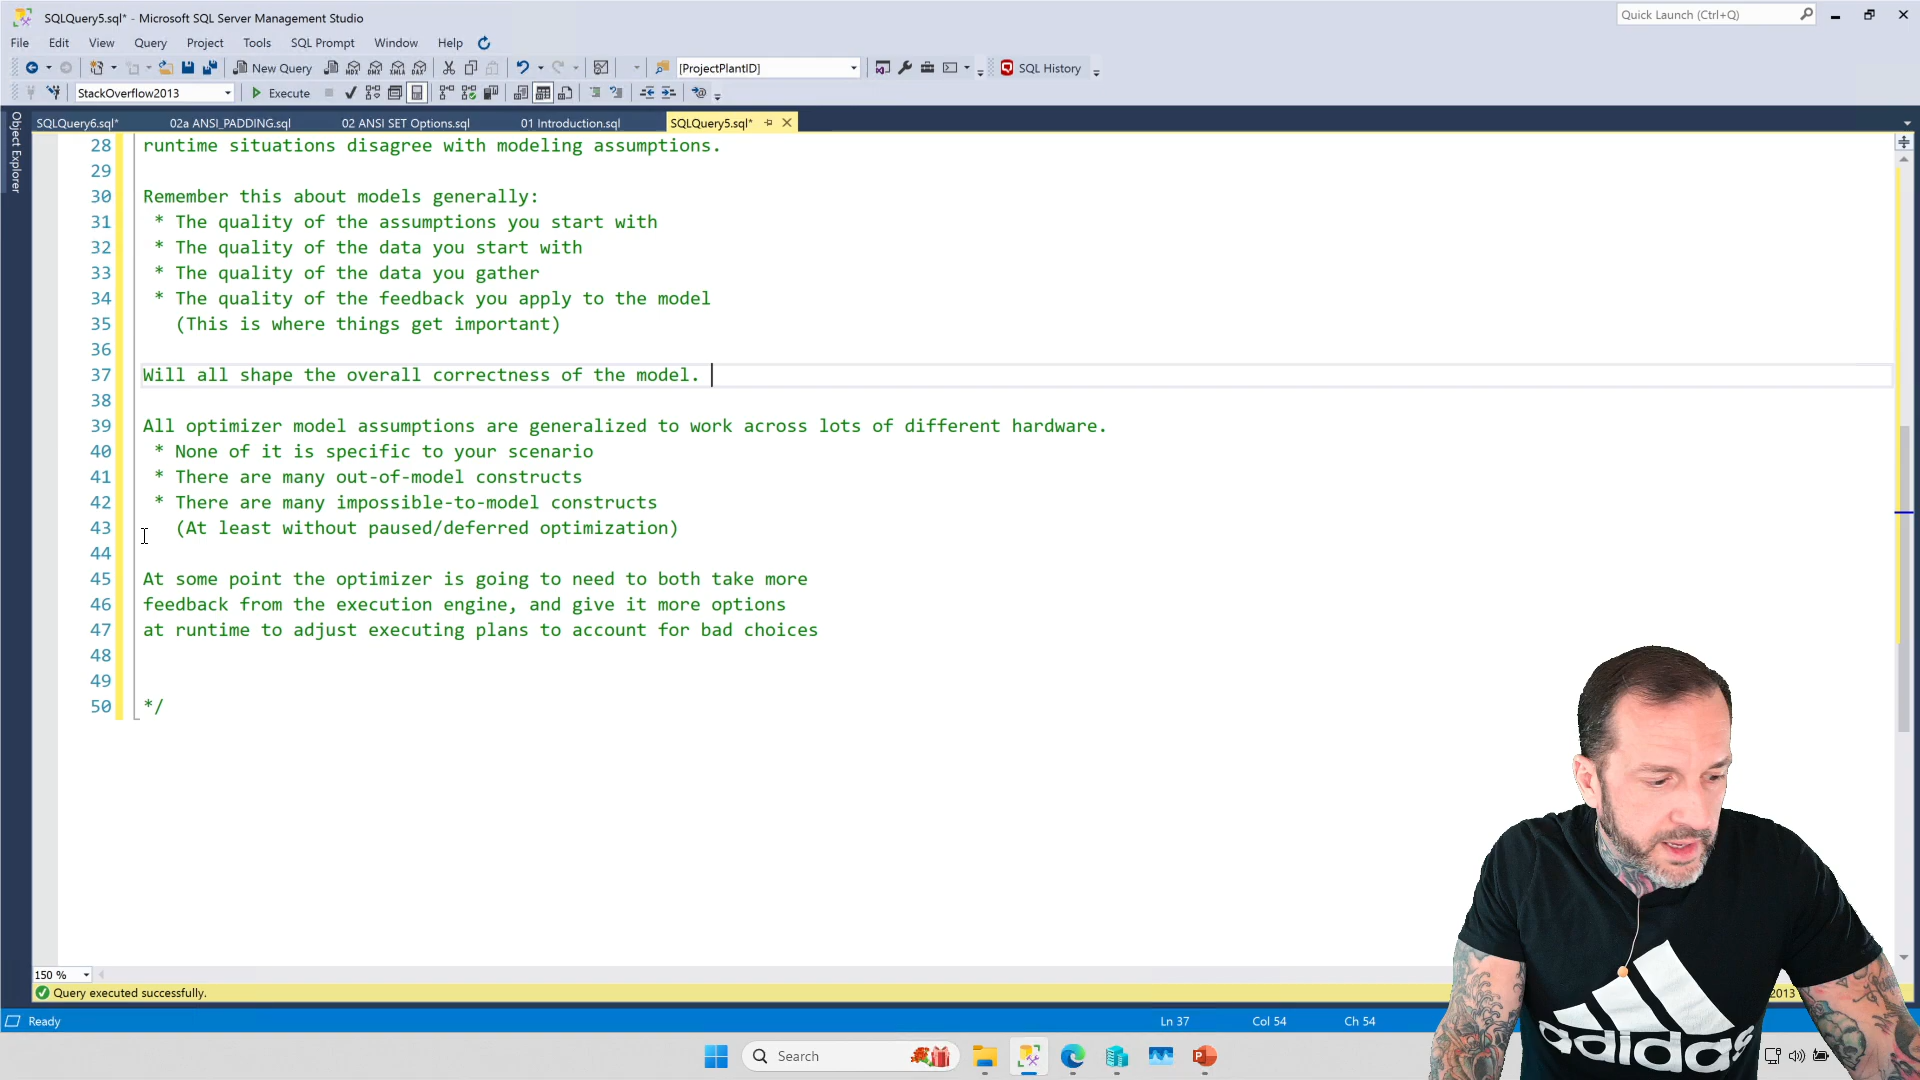 SQLQuery5.sql* - Microsoft SQL Server Management Studio
Quick Launch (Ctrl+Q)
File Edit View Query Project Tools SQL Prompt Window Help
New Query
MDX DMX XMLA DAX
[ProjectPlantID]
SQL History
StackOverflow2013
Execute
SQLQuery6.sql* 02a ANSI_PADDING.sql 02 ANSI SET Options.sql 01 Introduction.sql SQLQuery5.sql*
Object Explorer
28 runtime situations disagree with modeling assumptions.
29
30 Remember this about models generally:
31 * The quality of the assumptions you start with
32 * The quality of the data you start with
33 * The quality of the data you gather
34 * The quality of the feedback you apply to the model
35 (This is where things get important)
36
37 Will all shape the overall correctness of the model.
38
39 All optimizer model assumptions are generalized to work across lots of different hardware.
40 * None of it is specific to your scenario
41 * There are many out-of-model constructs
42 * There are many impossible-to-model constructs
43 (At least without paused/deferred optimization)
44
45 At some point the optimizer is going to need to both take more
46 feedback from the execution engine, and give it more options
47 at runtime to adjust executing plans to account for bad choices
48
49
50 */
150 %
Query executed successfully.
2013
Ready
Ln 37 Col 54 Ch 54
Search
adidas